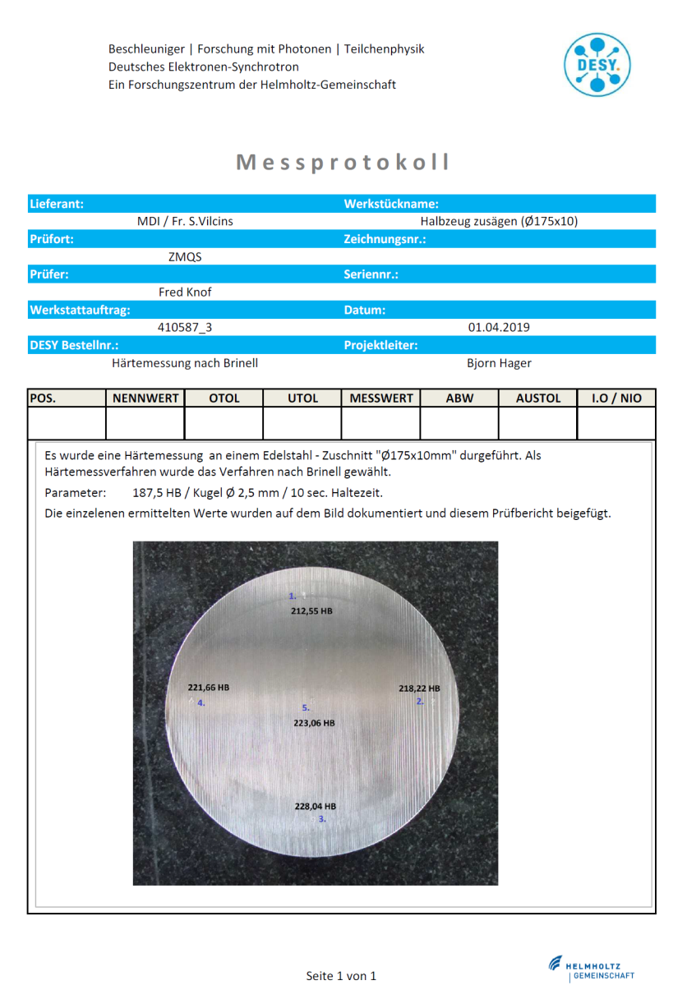 Beschleuniger | Forschung mit Photonen | Teilchenphysik
Deutsches Elektronen-Synchrotron
Ein Forschungszentrum der Helmholtz-Gemeinschaft
DESY.
Messprotokoll
Lieferant: Werkstückname:
MDI / Fr. S.Vilcins Halbzeug zusägen (Ø175x10)
Prüfort: Zeichnungsnr.:
ZMQS
Prüfer: Seriennr.:
Fred Knof
Werkstattauftrag: Datum:
410587_3 01.04.2019
DESY Bestellnr.: Projektleiter:
Härtemessung nach Brinell Bjorn Hager
POS. NENNWERT OTOL UTOL MESSWERT ABW AUSTOL I.O / NIO
Es wurde eine Härtemessung an einem Edelstahl - Zuschnitt "Ø175x10mm" durgeführt. Als
Härtemessverfahren wurde das Verfahren nach Brinell gewählt.
Parameter: 187,5 HB / Kugel Ø 2,5 mm / 10 sec. Haltezeit.
Die einzelenen ermittelten Werte wurden auf dem Bild dokumentiert und diesem Prüfbericht beigefügt.
1.
212,55 HB
221,66 HB 218,22 HB
4. 5. 2.
223,06 HB
228,04 HB
3.
Seite 1 von 1
HELMHOLTZ
GEMEINSCHAFT